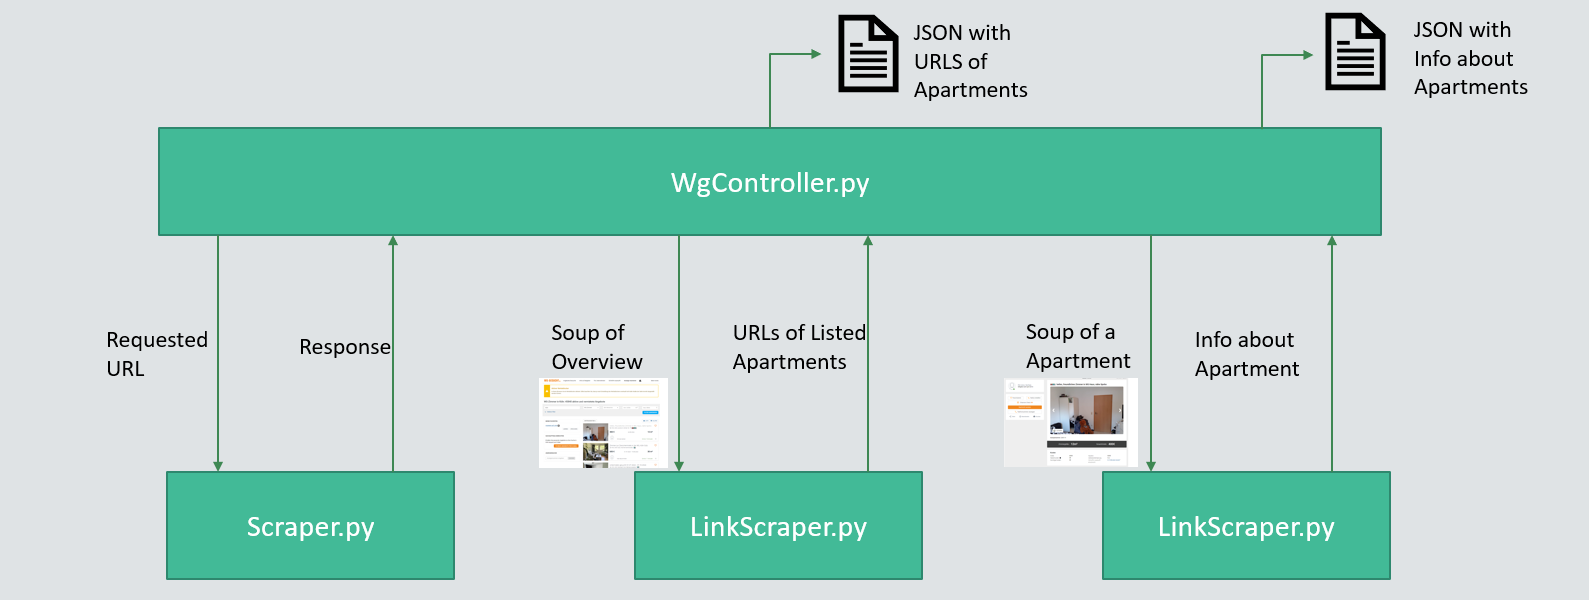 JSON with
URLS of
Apartments
JSON with
Info about
Apartments
WgController.py
Requested
URL
Response
Soup of
Overview
URLs of Listed
Apartments
Soup of a
Apartment
Info about
Apartment
Scraper.py
LinkScraper.py
LinkScraper.py